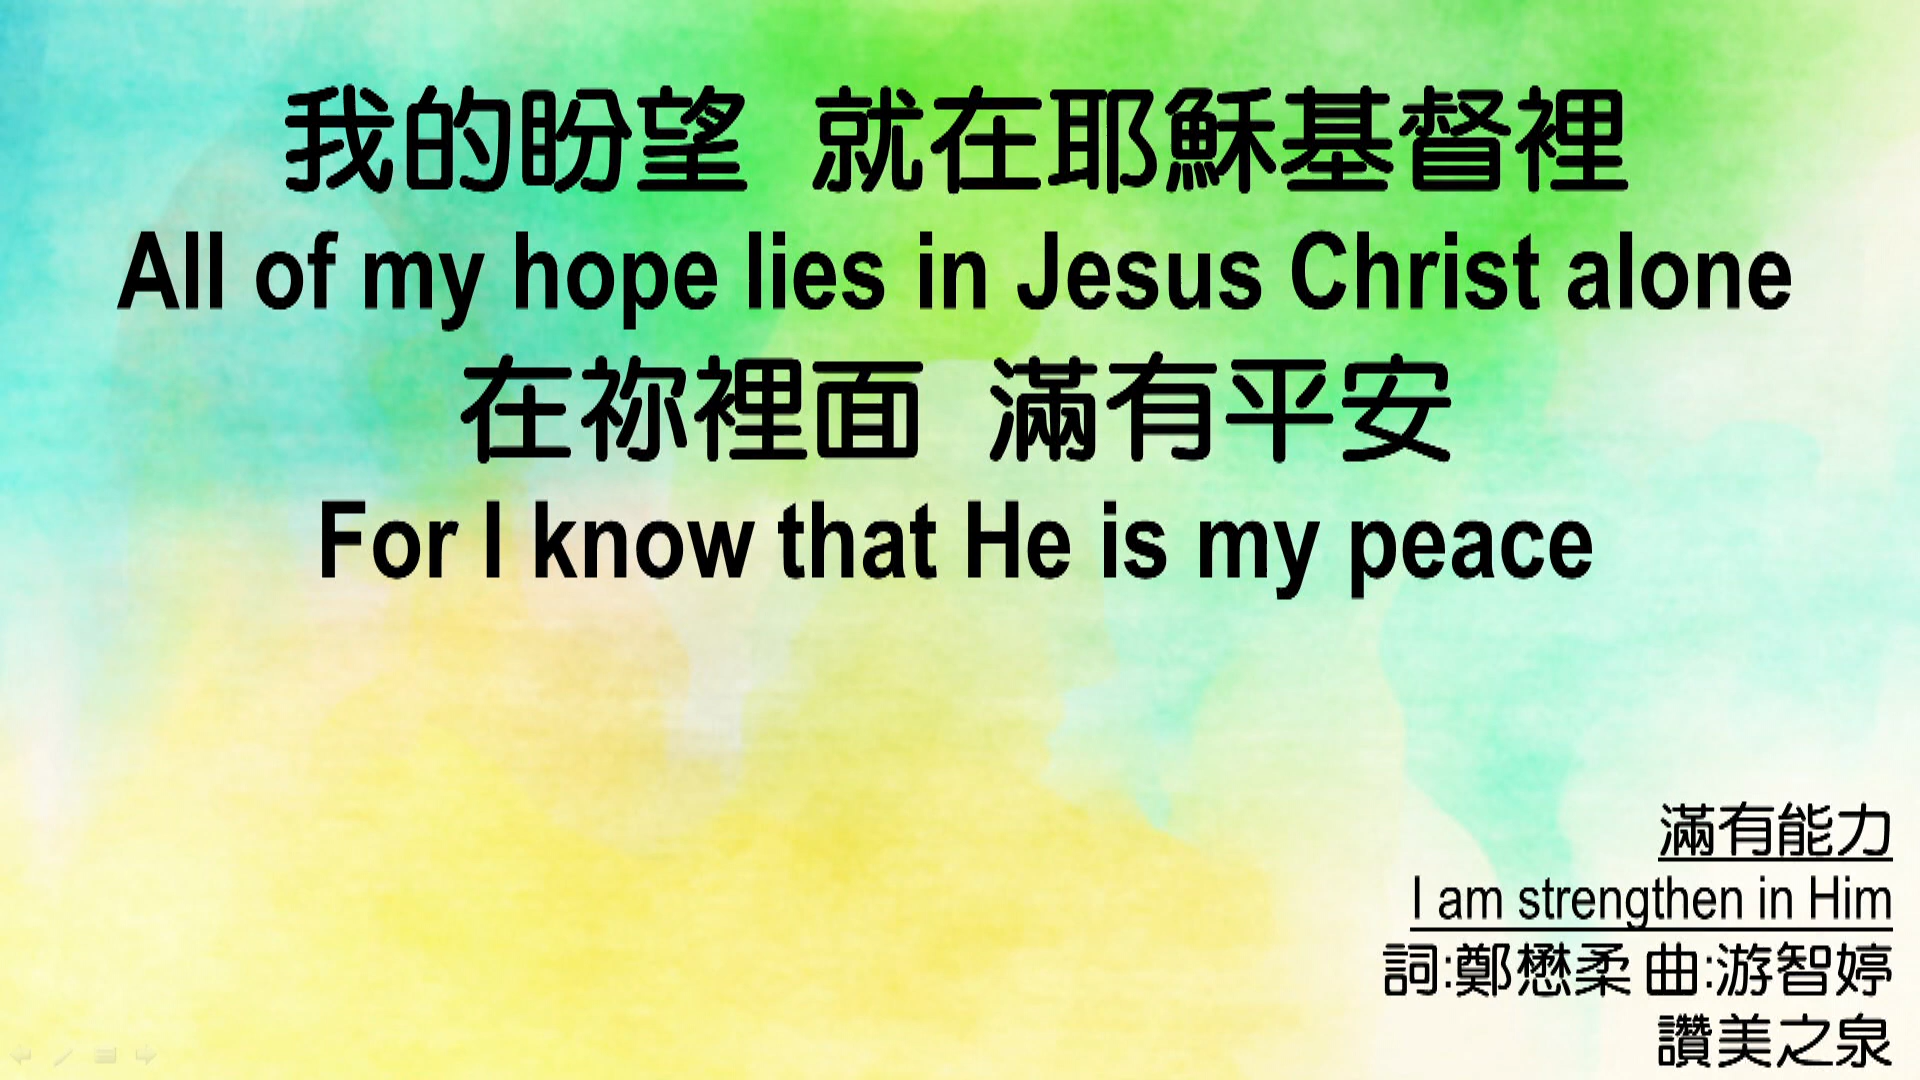 我的盼望 就在耶穌基督裡
All of my hope lies in Jesus Christ alone
在祢裡面 滿有平安
For I know that He is my peace
滿有能力
I am strengthen in Him
詞:鄭懋柔 曲:游智婷
讚美之泉